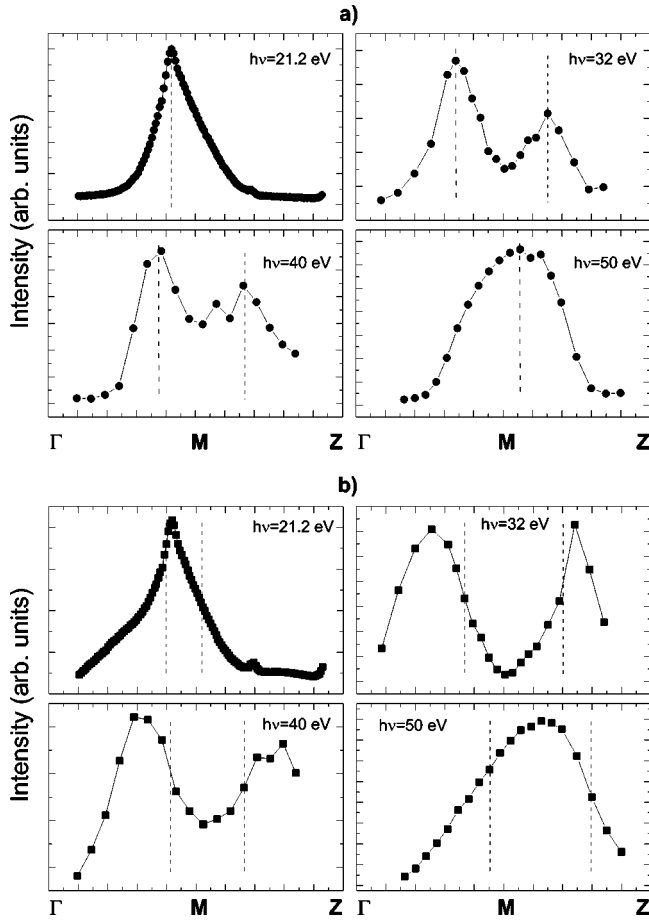 a)
hν=21.2 eV
hν=32 eV
hν=40 eV
hν=50 eV
Intensity (arb. units)
Γ M Z Γ M Z
b)
hν=21.2 eV
hν=32 eV
hν=40 eV
hν=50 eV
Intensity (arb. units)
Γ M Z Γ M Z